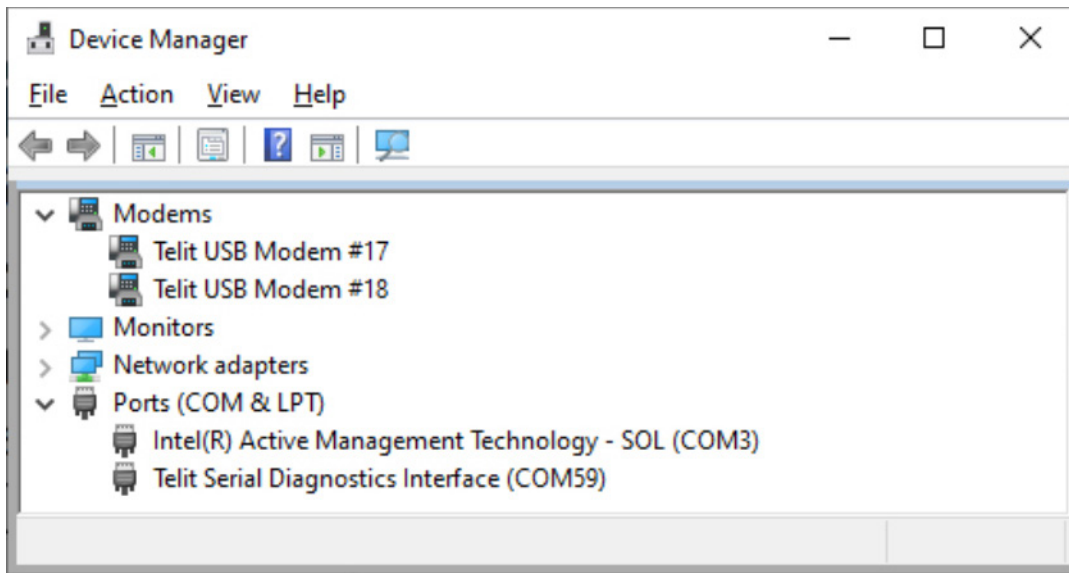 Device Manager
File Action View Help
Modems
Telit USB Modem #17
Telit USB Modem #18
Monitors
Network adapters
Ports (COM & LPT)
Intel(R) Active Management Technology - SOL (COM3)
Telit Serial Diagnostics Interface (COM59)